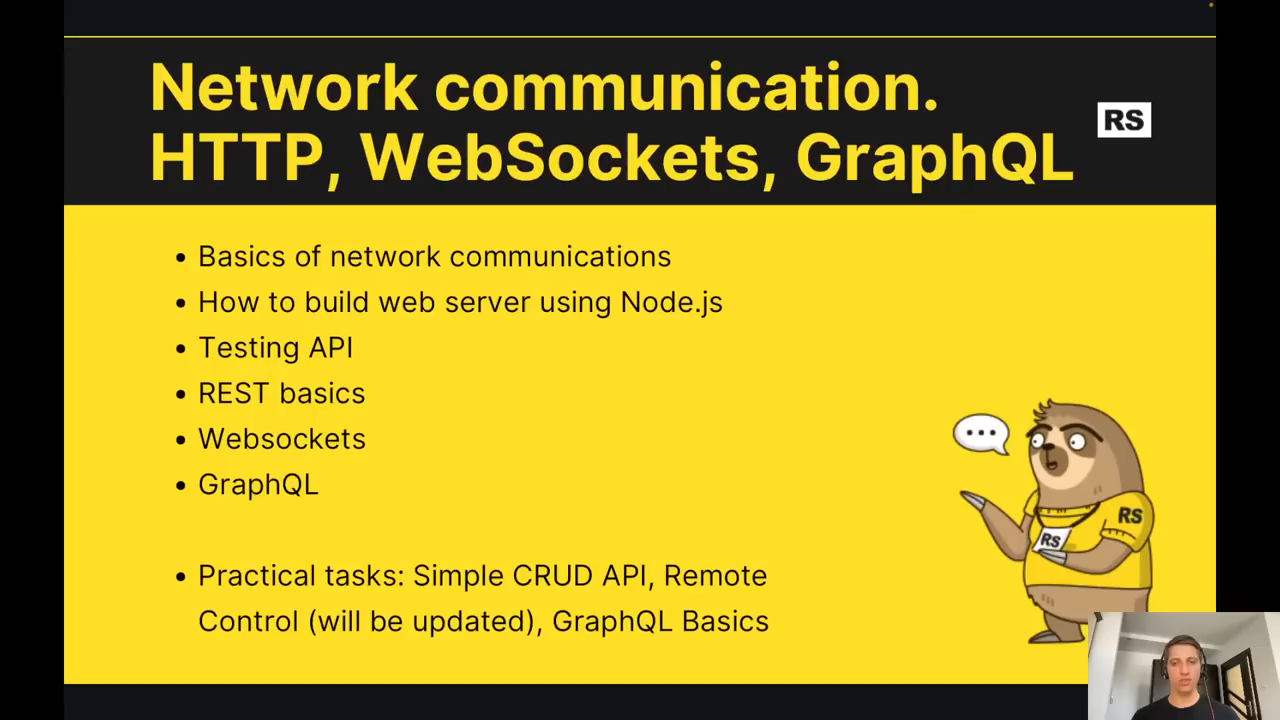 Network communication.
HTTP, WebSockets, GraphQL
RS
• Basics of network communications
• How to build web server using Node.js
• Testing API
• REST basics
• Websockets
• GraphQL
• Practical tasks: Simple CRUD API, Remote
Control (will be updated), GraphQL Basics
RS
RS